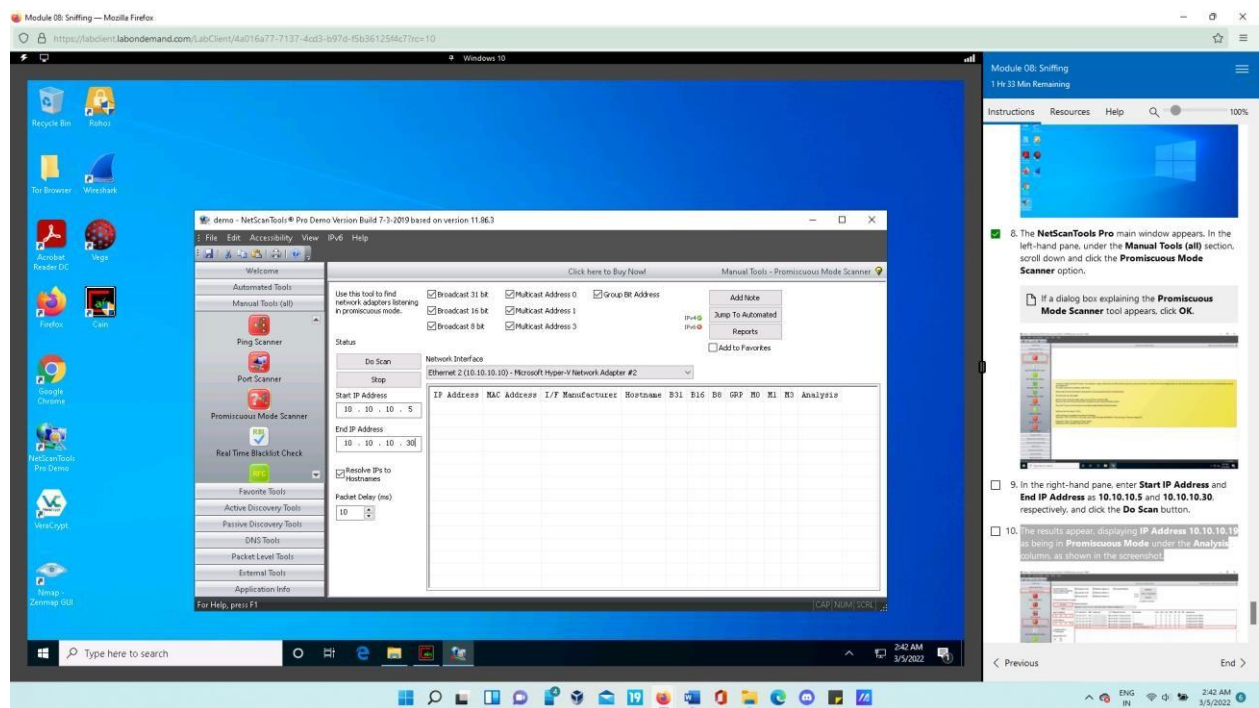 Module 08: Sniffing — Mozilla Firefox
https://labclient.labondemand.com/LabClient/4a016a77-7137-4cd3-b97d-f5b36125f4c7?rc=10
Windows 10
Recycle Bin
Rohos
Tor Browser
Wireshark
Acrobat
Reader DC
Vega
Firefox
Cain
Google
Chrome
NetScanTools
Pro Demo
VeraCrypt
Nmap -
Zenmap GUI
demo - NetScanTools® Pro Demo Version Build 7-3-2019 based on version 11.86.3
File Edit Accessibility View IPv6 Help
Welcome
Automated Tools
Manual Tools (all)
Ping Scanner
Port Scanner
Promiscuous Mode Scanner
RBL
Real Time Blacklist Check
RFC
Favorite Tools
Active Discovery Tools
Passive Discovery Tools
DNS Tools
Packet Level Tools
External Tools
Application Info
For Help, press F1
Click here to Buy Now!
Manual Tools - Promiscuous Mode Scanner
Use this tool to find
network adapters listening
in promiscuous mode.
Broadcast 31 bit
Multicast Address 0
Group Bit Address
Broadcast 16 bit
Multicast Address 1
Broadcast 8 bit
Multicast Address 3
IPv4
IPv6
Add Note
Jump To Automated
Reports
Add to Favorites
Status
Do Scan
Stop
Network Interface
Ethernet 2 (10.10.10.10) - Microsoft Hyper-V Network Adapter #2
Start IP Address
10 . 10 . 10 . 5
End IP Address
10 . 10 . 10 . 30
Resolve IPs to
Hostnames
Packet Delay (ms)
10
IP Address MAC Address I/F Manufacturer Hostname B31 B16 B8 GRP M0 M1 M3 Analysis
CAP NUM SCRL
Type here to search
2:42 AM
3/5/2022
Module 08: Sniffing
1 Hr 33 Min Remaining
Instructions Resources Help 100%
8. The NetScanTools Pro main window appears. In the
left-hand pane, under the Manual Tools (all) section,
scroll down and click the Promiscuous Mode
Scanner option.
If a dialog box explaining the Promiscuous
Mode Scanner tool appears, click OK.
9. In the right-hand pane, enter Start IP Address and
End IP Address as 10.10.10.5 and 10.10.10.30,
respectively, and click the Do Scan button.
10. The results appear, displaying IP Address 10.10.10.19
as being in Promiscuous Mode under the Analysis
column, as shown in the screenshot.
Previous
End
ENG
IN
2:42 AM
3/5/2022